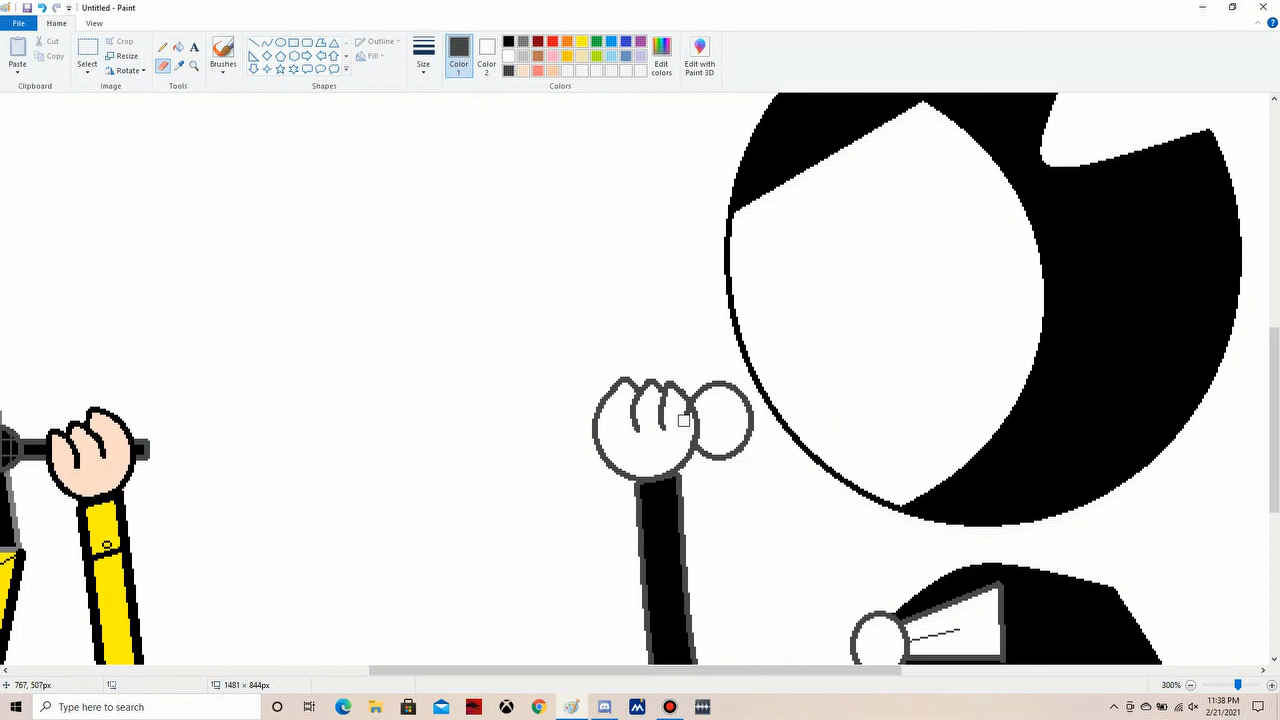 Untitled - Paint
File Home View
Paste Cut Copy Select Crop Resize Rotate A Brushes Outline Fill Size Color 1 Color 2 Edit colors Edit with Paint 3D
Clipboard Image Tools Shapes Colors
767, 507px 1481 × 844px 300%
Type here to search 11:38 PM
2/21/2021